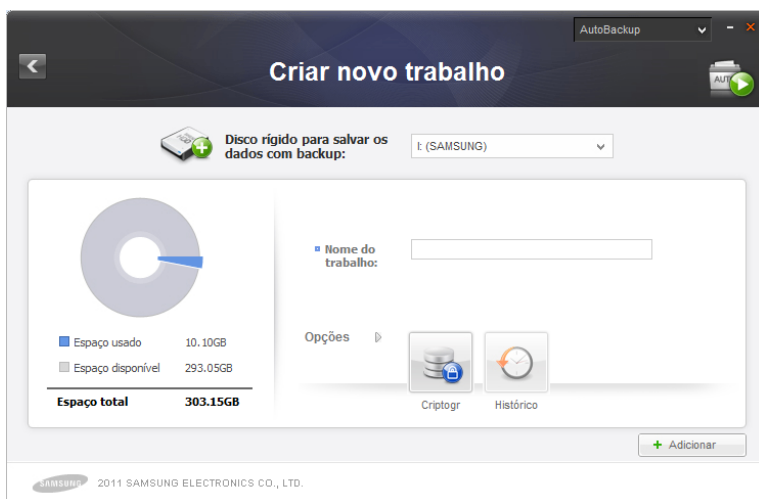 AutoBackup
Criar novo trabalho
AUTO
Disco rígido para salvar os
dados com backup:
I: (SAMSUNG)
Nome do
trabalho:
Espaço usado 10.10GB
Espaço disponível 293.05GB
Espaço total 303.15GB
Opções
Criptogr Histórico
+ Adicionar
SAMSUNG 2011 SAMSUNG ELECTRONICS CO., LTD.